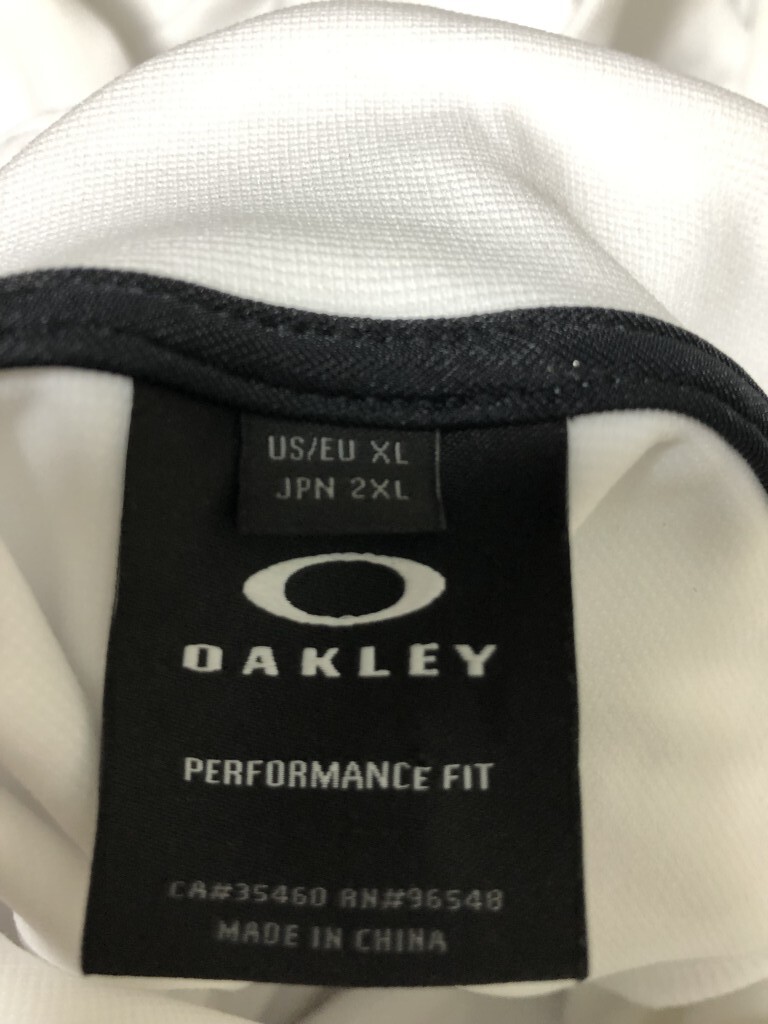 US/EU XL
JPN 2XL
OAKLEY
PERFORMANCE FIT
CA#35460 RN#96548
MADE IN CHINA